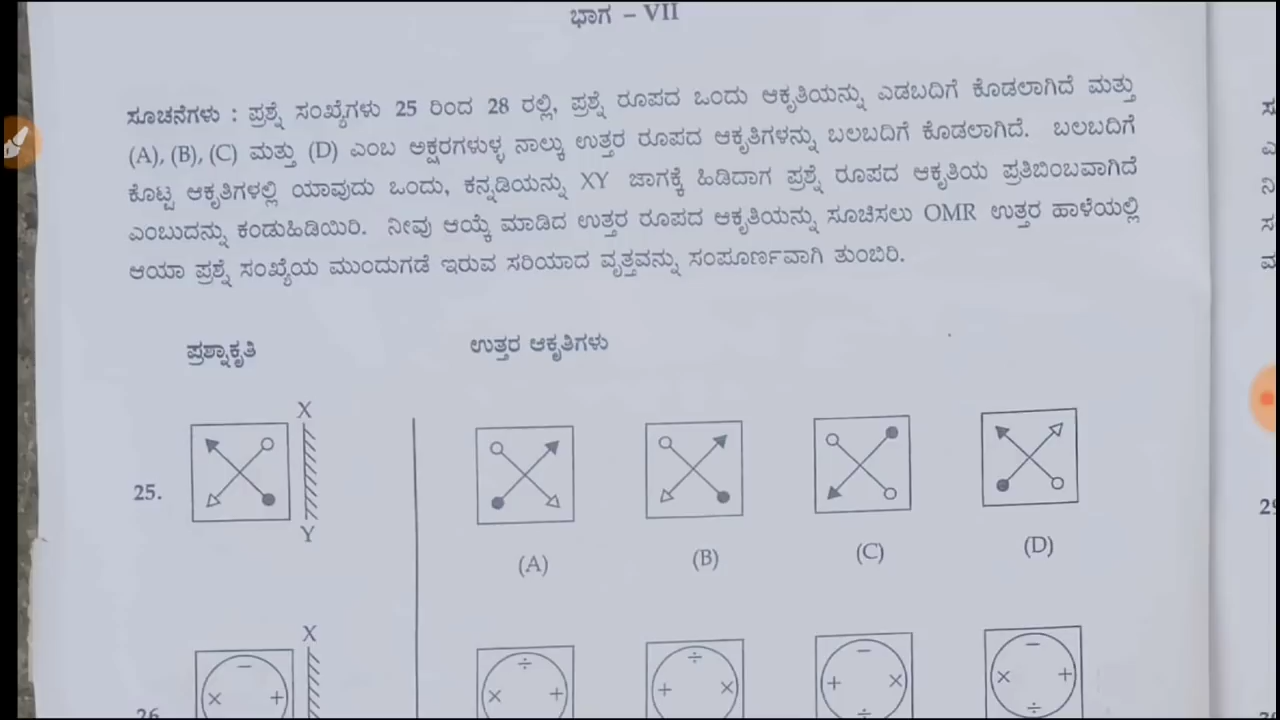 ಭಾಗ – VII
ಸೂಚನೆಗಳು : ಪ್ರಶ್ನೆ ಸಂಖ್ಯೆಗಳು 25 ರಿಂದ 28 ರಲ್ಲಿ, ಪ್ರಶ್ನೆ ರೂಪದ ಒಂದು ಆಕೃತಿಯನ್ನು ಎಡಬದಿಗೆ ಕೊಡಲಾಗಿದೆ ಮತ್ತು
(A), (B), (C) ಮತ್ತು (D) ಎಂಬ ಅಕ್ಷರಗಳುಳ್ಳ ನಾಲ್ಕು ಉತ್ತರ ರೂಪದ ಆಕೃತಿಗಳನ್ನು ಬಲಬದಿಗೆ ಕೊಡಲಾಗಿದೆ. ಬಲಬದಿಗೆ
ಕೊಟ್ಟ ಆಕೃತಿಗಳಲ್ಲಿ ಯಾವುದು ಒಂದು, ಕನ್ನಡಿಯನ್ನು XY ಜಾಗಕ್ಕೆ ಹಿಡಿದಾಗ ಪ್ರಶ್ನೆ ರೂಪದ ಆಕೃತಿಯ ಪ್ರತಿಬಿಂಬವಾಗಿದೆ
ಎಂಬುದನ್ನು ಕಂಡುಹಿಡಿಯಿರಿ. ನೀವು ಆಯ್ಕೆ ಮಾಡಿದ ಉತ್ತರ ರೂಪದ ಆಕೃತಿಯನ್ನು ಸೂಚಿಸಲು OMR ಉತ್ತರ ಹಾಳೆಯಲ್ಲಿ
ಆಯಾ ಪ್ರಶ್ನೆ ಸಂಖ್ಯೆಯ ಮುಂದುಗಡೆ ಇರುವ ಸರಿಯಾದ ವೃತ್ತವನ್ನು ಸಂಪೂರ್ಣವಾಗಿ ತುಂಬಿರಿ.
ಪ್ರಶ್ನಾಕೃತಿ ಉತ್ತರ ಆಕೃತಿಗಳು
X
25.
Y
(A) (B) (C) (D)
X
− ÷ ÷ − −
× + × + + × + × × +
÷ ÷
26